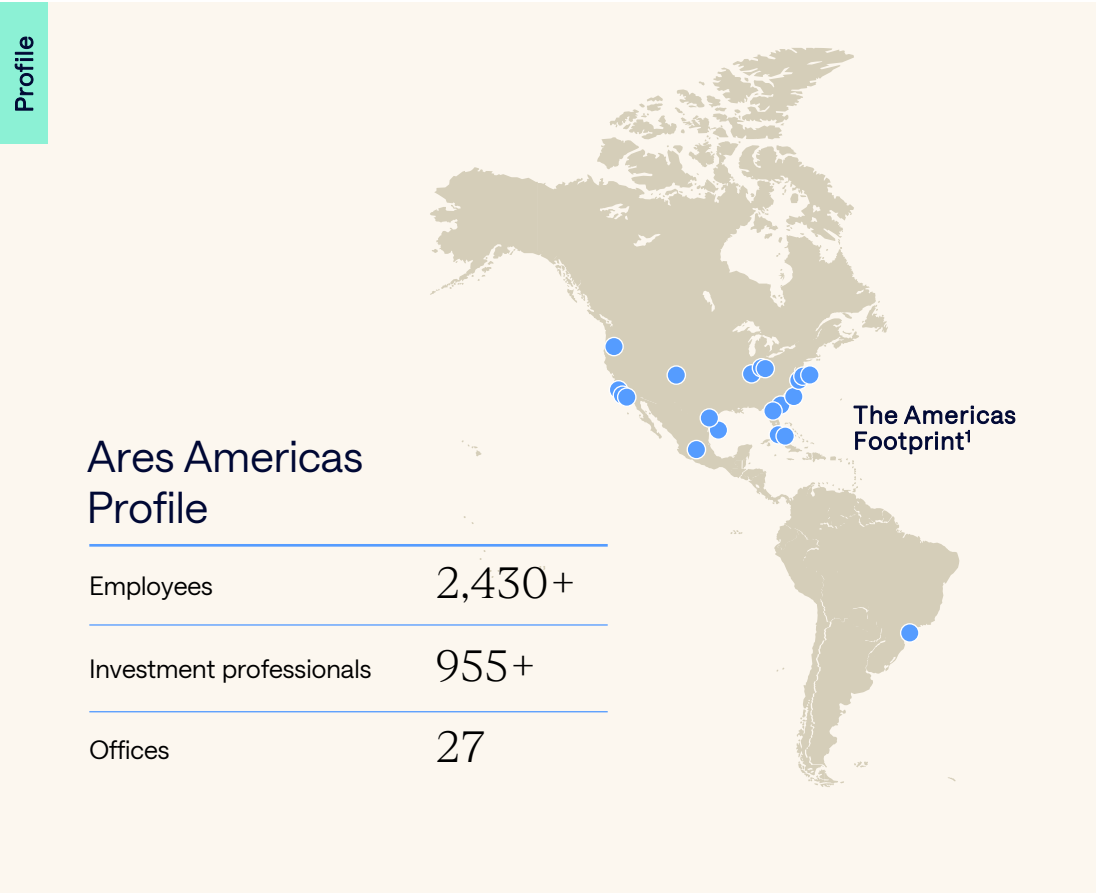 Profile
Ares Americas
Profile
Employees 2,430+
Investment professionals 955+
Offices 27
The Americas
Footprint¹